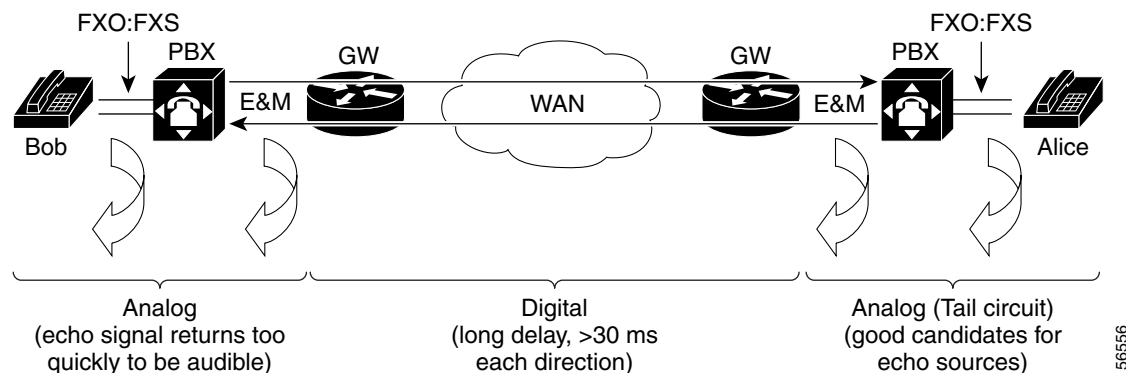 FXO:FXS
FXO:FXS
PBX
GW
GW
PBX
E&M
WAN
E&M
Bob
Alice
Analog
(echo signal returns too
quickly to be audible)
Digital
(long delay, >30 ms
each direction)
Analog (Tail circuit)
(good candidates for
echo sources)
56556